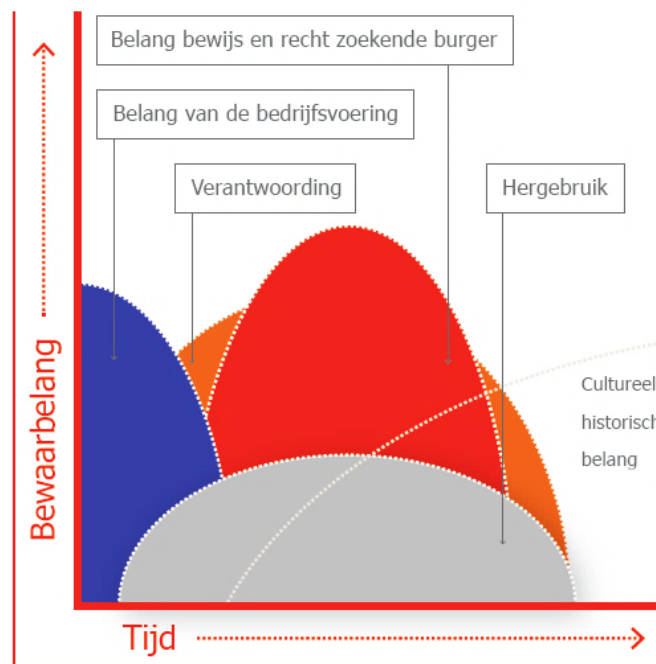 Belang bewijs en recht zoekende burger
Belang van de bedrijfsvoering
Verantwoording
Hergebruik
Bewaarbelang
Cultureel
historisch
belang
Tijd